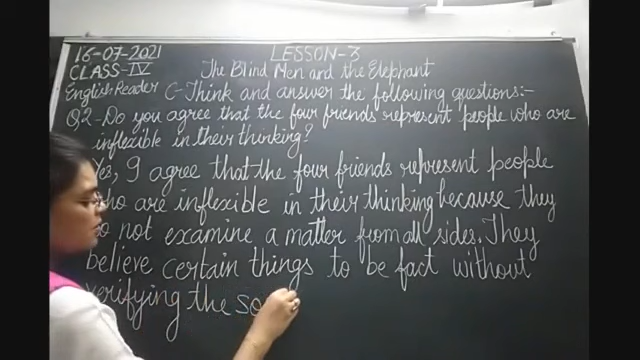 16-07-2021 LESSON-3
CLASS-IV The Blind Men and the Elephant
English Reader C-Think and answer the following questions:-
Q2-Do you agree that the four friends represent people who are
inflexible in their thinking?
Yes, I agree that the four friends represent people
who are inflexible in their thinking because they
do not examine a matter from all sides. They
believe certain things to be fact without
verifying the so